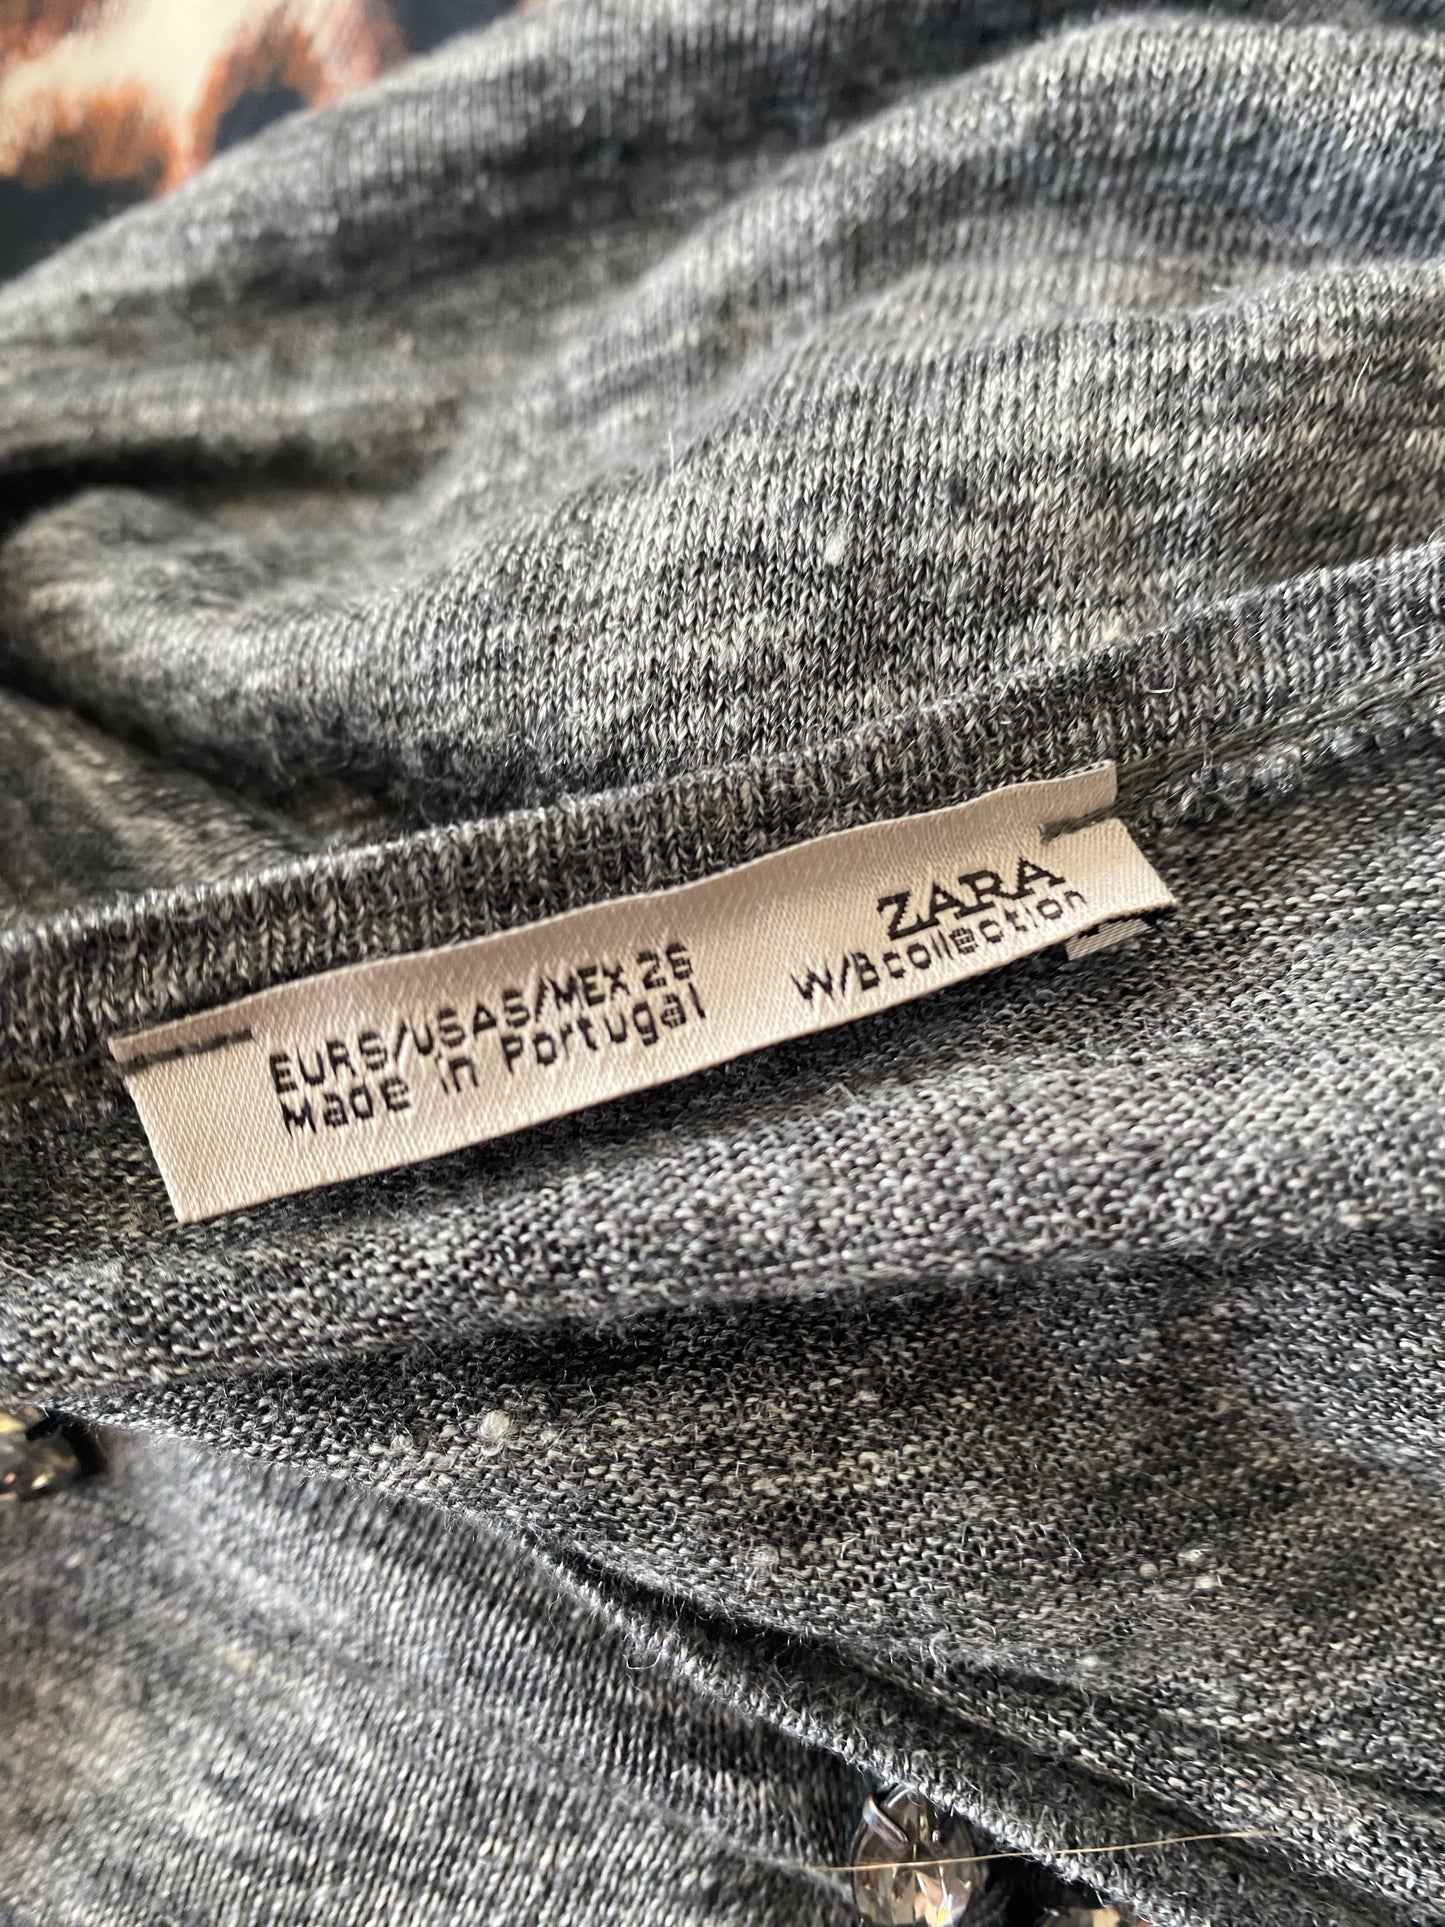 ZARA
W/B collection
EUR S/USA S/MEX 26
Made in Portugal